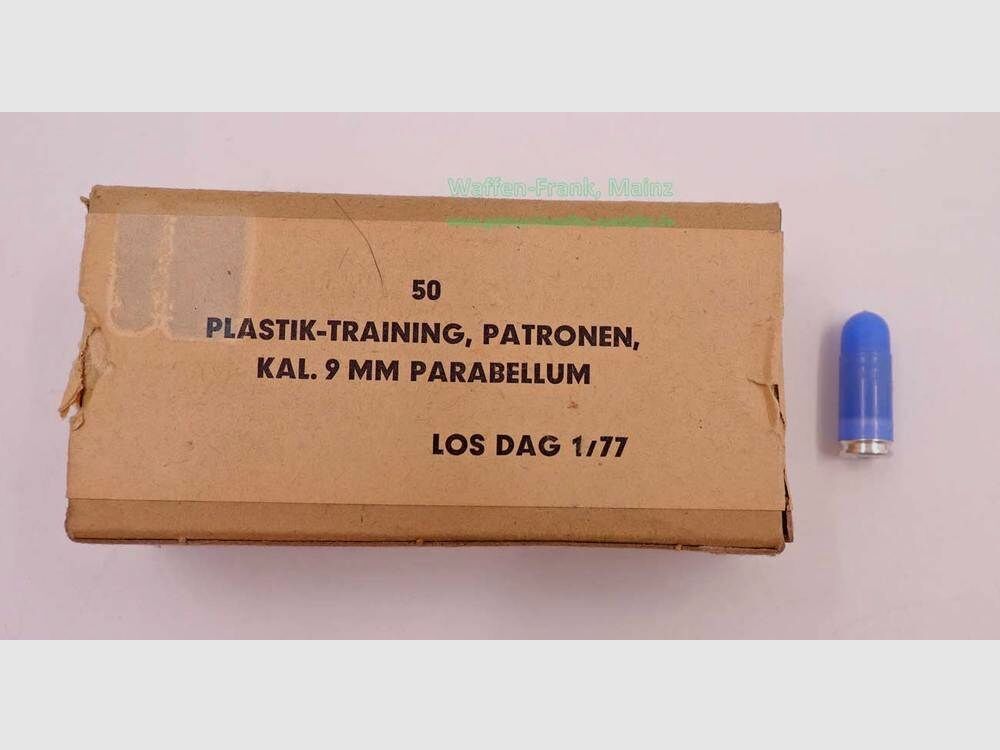 Waffen-Frank, Mainz
50
PLASTIK-TRAINING, PATRONEN,
KAL. 9 MM PARABELLUM
LOS DAG 1/77